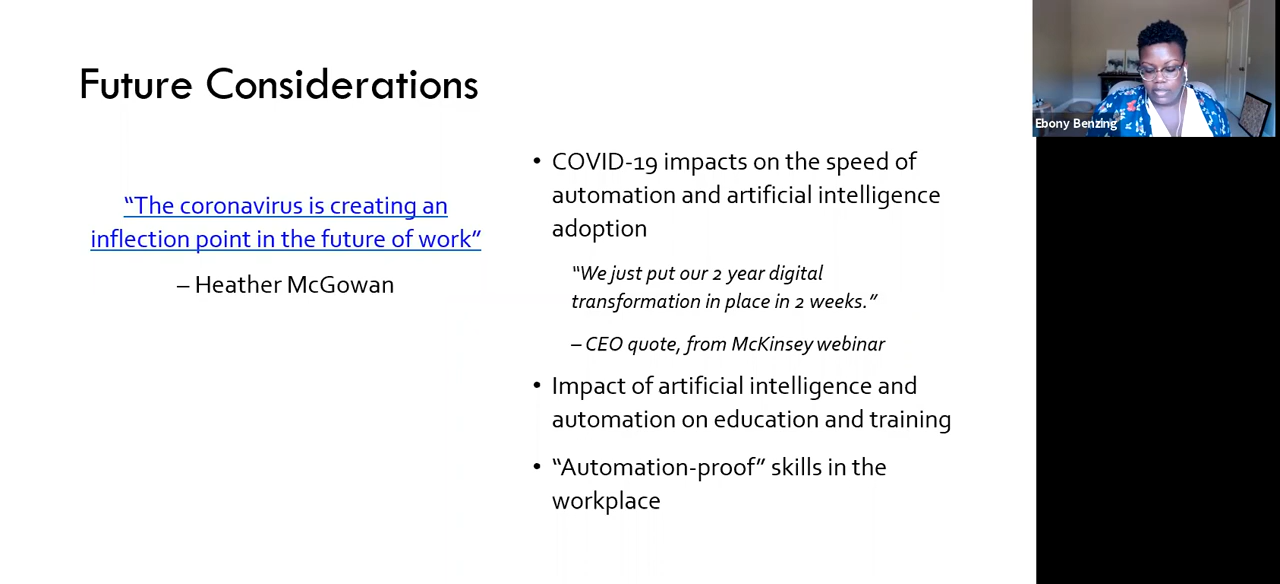 Future Considerations
“The coronavirus is creating an
inflection point in the future of work”
– Heather McGowan
• COVID-19 impacts on the speed of
automation and artificial intelligence
adoption
“We just put our 2 year digital
transformation in place in 2 weeks.”
– CEO quote, from McKinsey webinar
• Impact of artificial intelligence and
automation on education and training
• “Automation-proof” skills in the
workplace
Ebony Benzing